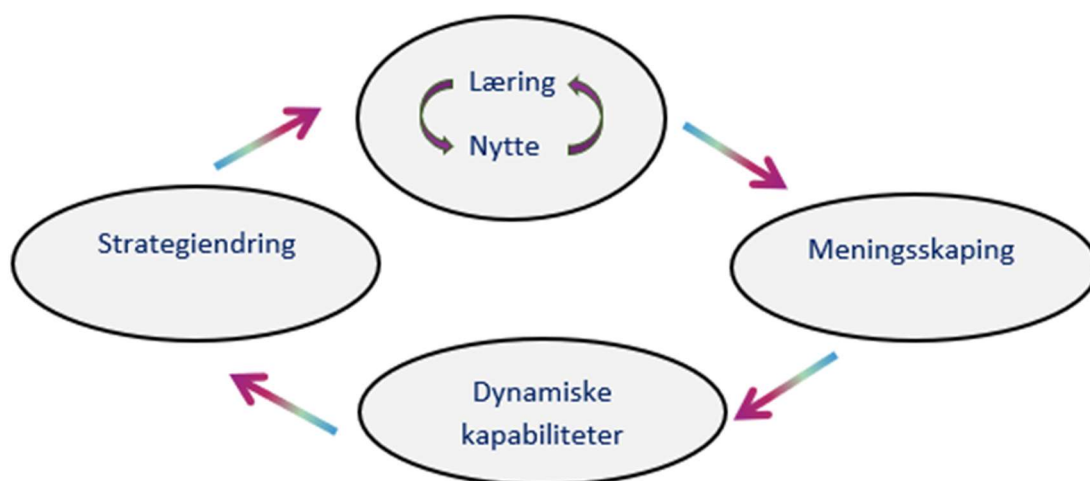 Læring
Nytte
Strategiendring
Meningsskaping
Dynamiske
kapabiliteter